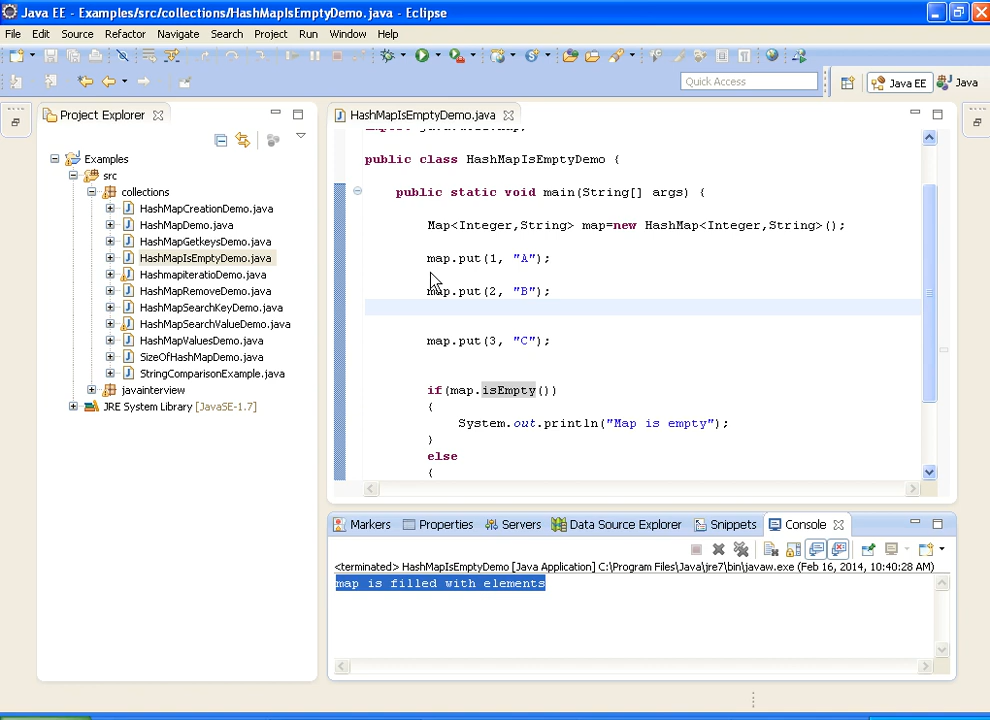 Java EE - Examples/src/collections/HashMapIsEmptyDemo.java - Eclipse
File Edit Source Refactor Navigate Search Project Run Window Help
Quick Access
Java EE
Java
Project Explorer
Examples
src
collections
HashMapCreationDemo.java
HashMapDemo.java
HashMapGetkeysDemo.java
HashMapIsEmptyDemo.java
HashmapiteratioDemo.java
HashMapRemoveDemo.java
HashMapSearchKeyDemo.java
HashMapSearchValueDemo.java
HashMapValuesDemo.java
SizeOfHashMapDemo.java
StringComparisonExample.java
javainterview
JRE System Library [JavaSE-1.7]
HashMapIsEmptyDemo.java
import java.util.Map;
public class HashMapIsEmptyDemo {
public static void main(String[] args) {
Map<Integer,String> map=new HashMap<Integer,String>();
map.put(1, "A");
map.put(2, "B");
map.put(3, "C");
if(map.isEmpty())
{
System.out.println("Map is empty");
}
else
{
Markers Properties Servers Data Source Explorer Snippets Console
<terminated> HashMapIsEmptyDemo [Java Application] C:\Program Files\Java\jre7\bin\javaw.exe (Feb 16, 2014, 10:40:28 AM)
map is filled with elements